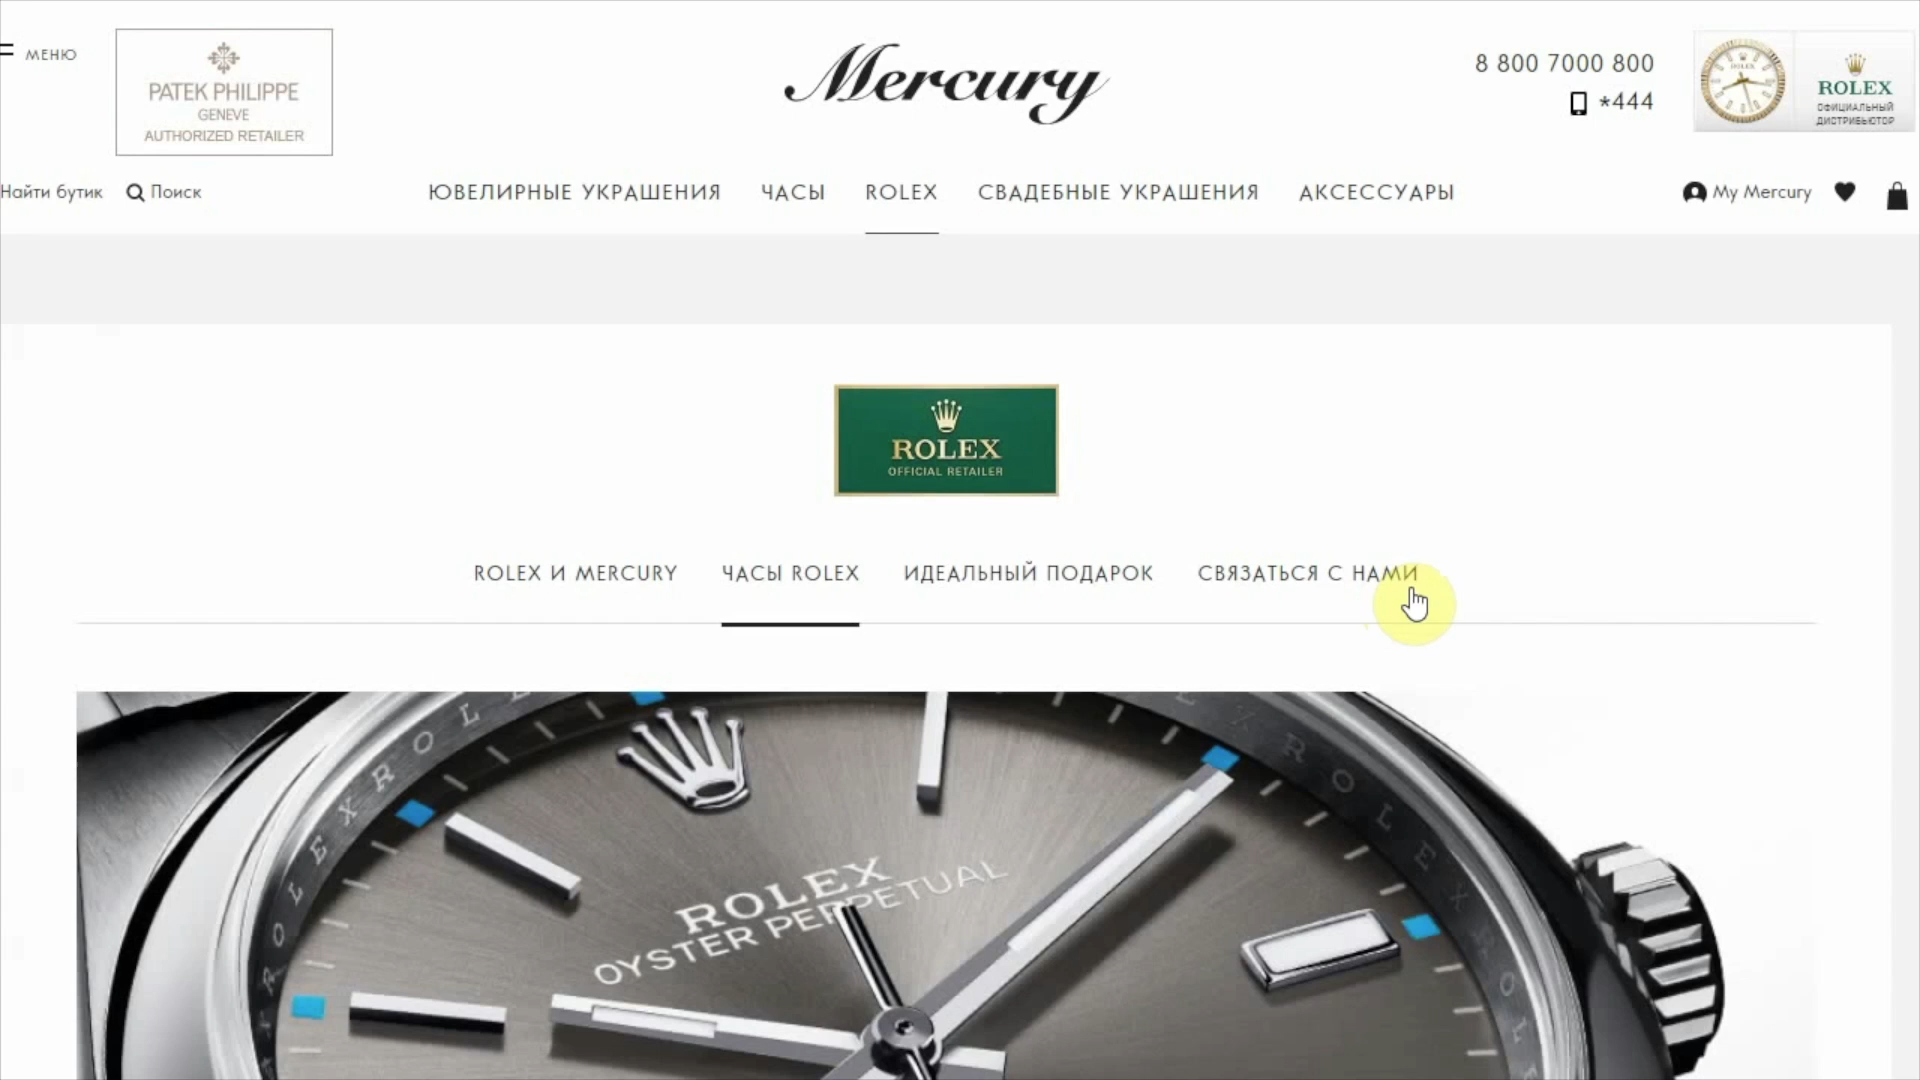 МЕНЮ
PATEK PHILIPPE
GENEVE
AUTHORIZED RETAILER
Mercury
8 800 7000 800
*444
ROLEX
ROLEX
ОФИЦИАЛЬНЫЙ
ДИСТРИБЬЮТОР
Найти бутик
Поиск
ЮВЕЛИРНЫЕ УКРАШЕНИЯ
ЧАСЫ
ROLEX
СВАДЕБНЫЕ УКРАШЕНИЯ
АКСЕССУАРЫ
My Mercury
ROLEX
OFFICIAL RETAILER
ROLEX И MERCURY
ЧАСЫ ROLEX
ИДЕАЛЬНЫЙ ПОДАРОК
СВЯЗАТЬСЯ С НАМИ
ROLEX
OYSTER PERPETUAL